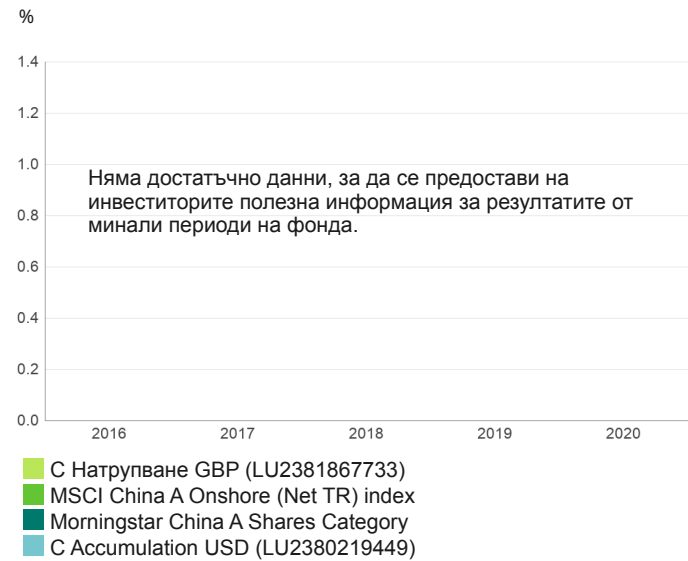 %
1.4
1.2
1.0
0.8
0.6
0.4
0.2
0.0
Няма достатъчно данни, за да се предостави на
инвеститорите полезна информация за резултатите от
минали периоди на фонда.
2016 2017 2018 2019 2020
С Натрупване GBP (LU2381867733)
MSCI China A Onshore (Net TR) index
Morningstar China A Shares Category
C Accumulation USD (LU2380219449)